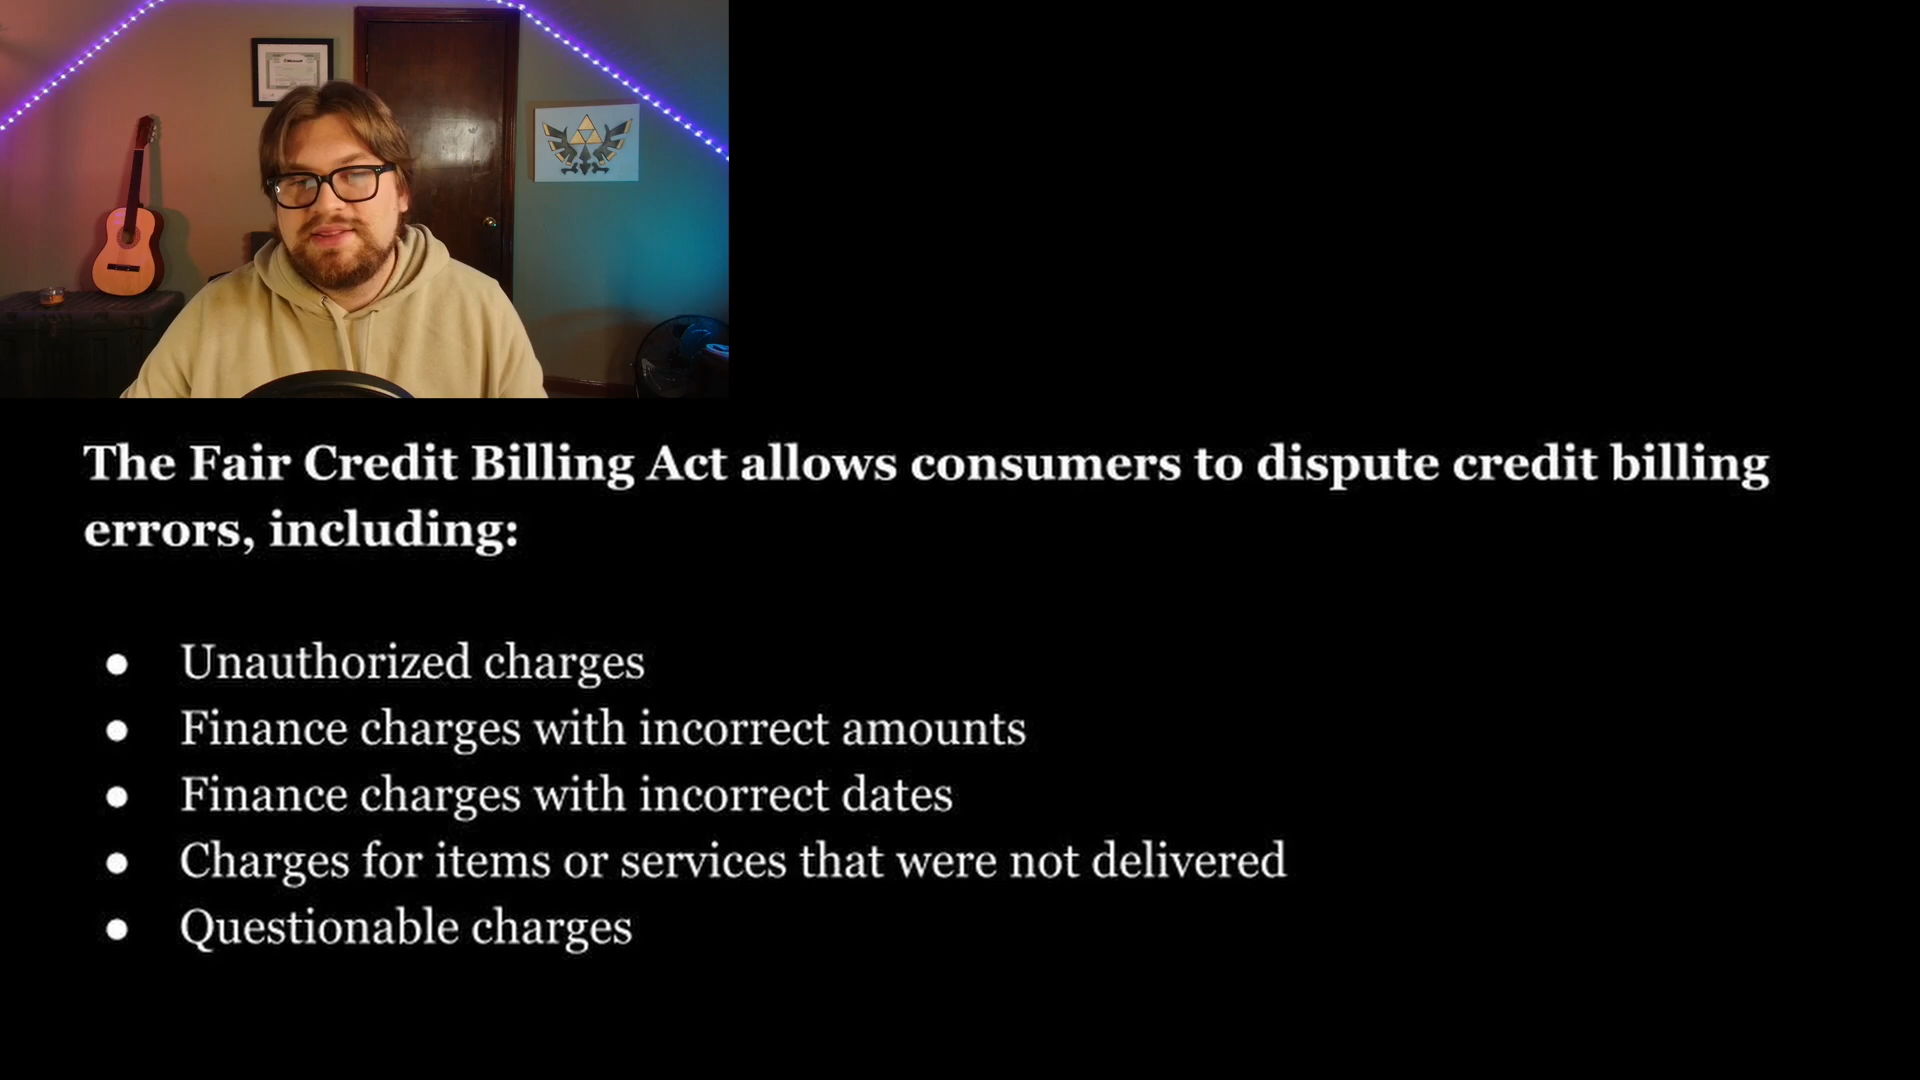 Microsoft
The Fair Credit Billing Act allows consumers to dispute credit billing
errors, including:
● Unauthorized charges
● Finance charges with incorrect amounts
● Finance charges with incorrect dates
● Charges for items or services that were not delivered
● Questionable charges